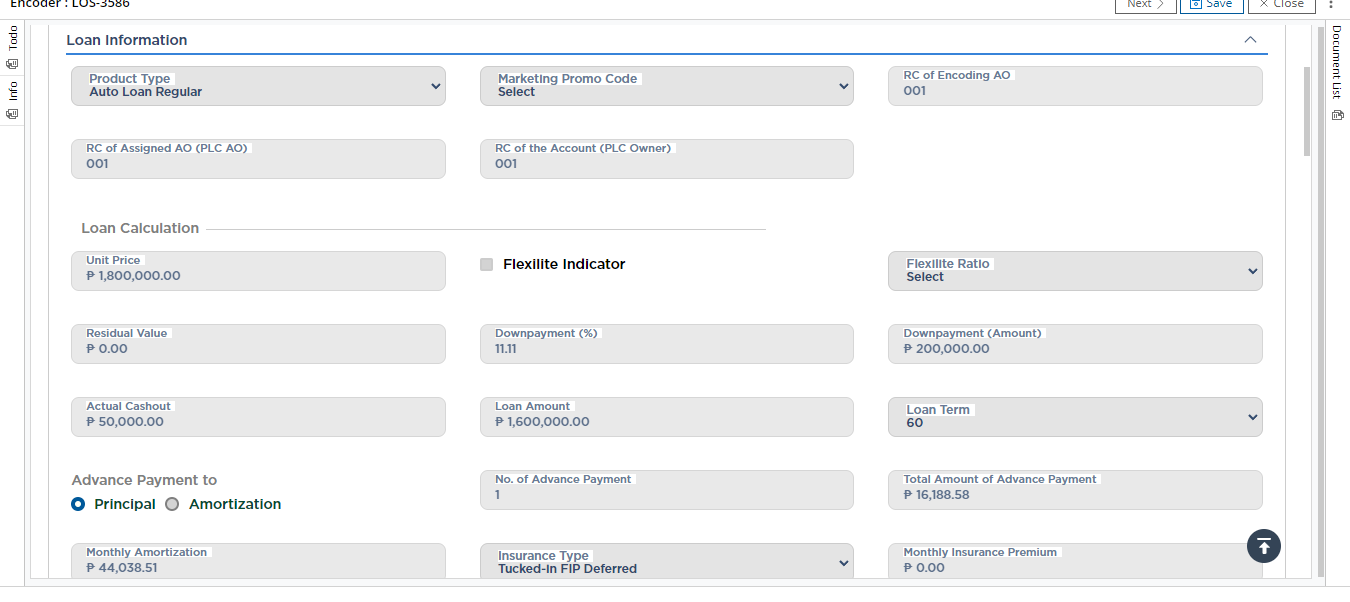 Encoder : LOS-3586
Next
Save
Close
Todo
Info
Document List
Loan Information
Product Type
Auto Loan Regular
Marketing Promo Code
Select
RC of Encoding AO
001
RC of Assigned AO (PLC AO)
001
RC of the Account (PLC Owner)
001
Loan Calculation
Unit Price
₱ 1,800,000.00
Flexilite Indicator
Flexilite Ratio
Select
Residual Value
₱ 0.00
Downpayment (%)
11.11
Downpayment (Amount)
₱ 200,000.00
Actual Cashout
₱ 50,000.00
Loan Amount
₱ 1,600,000.00
Loan Term
60
Advance Payment to
Principal
Amortization
No. of Advance Payment
1
Total Amount of Advance Payment
₱ 16,188.58
Monthly Amortization
₱ 44,038.51
Insurance Type
Tucked-In FIP Deferred
Monthly Insurance Premium
₱ 0.00